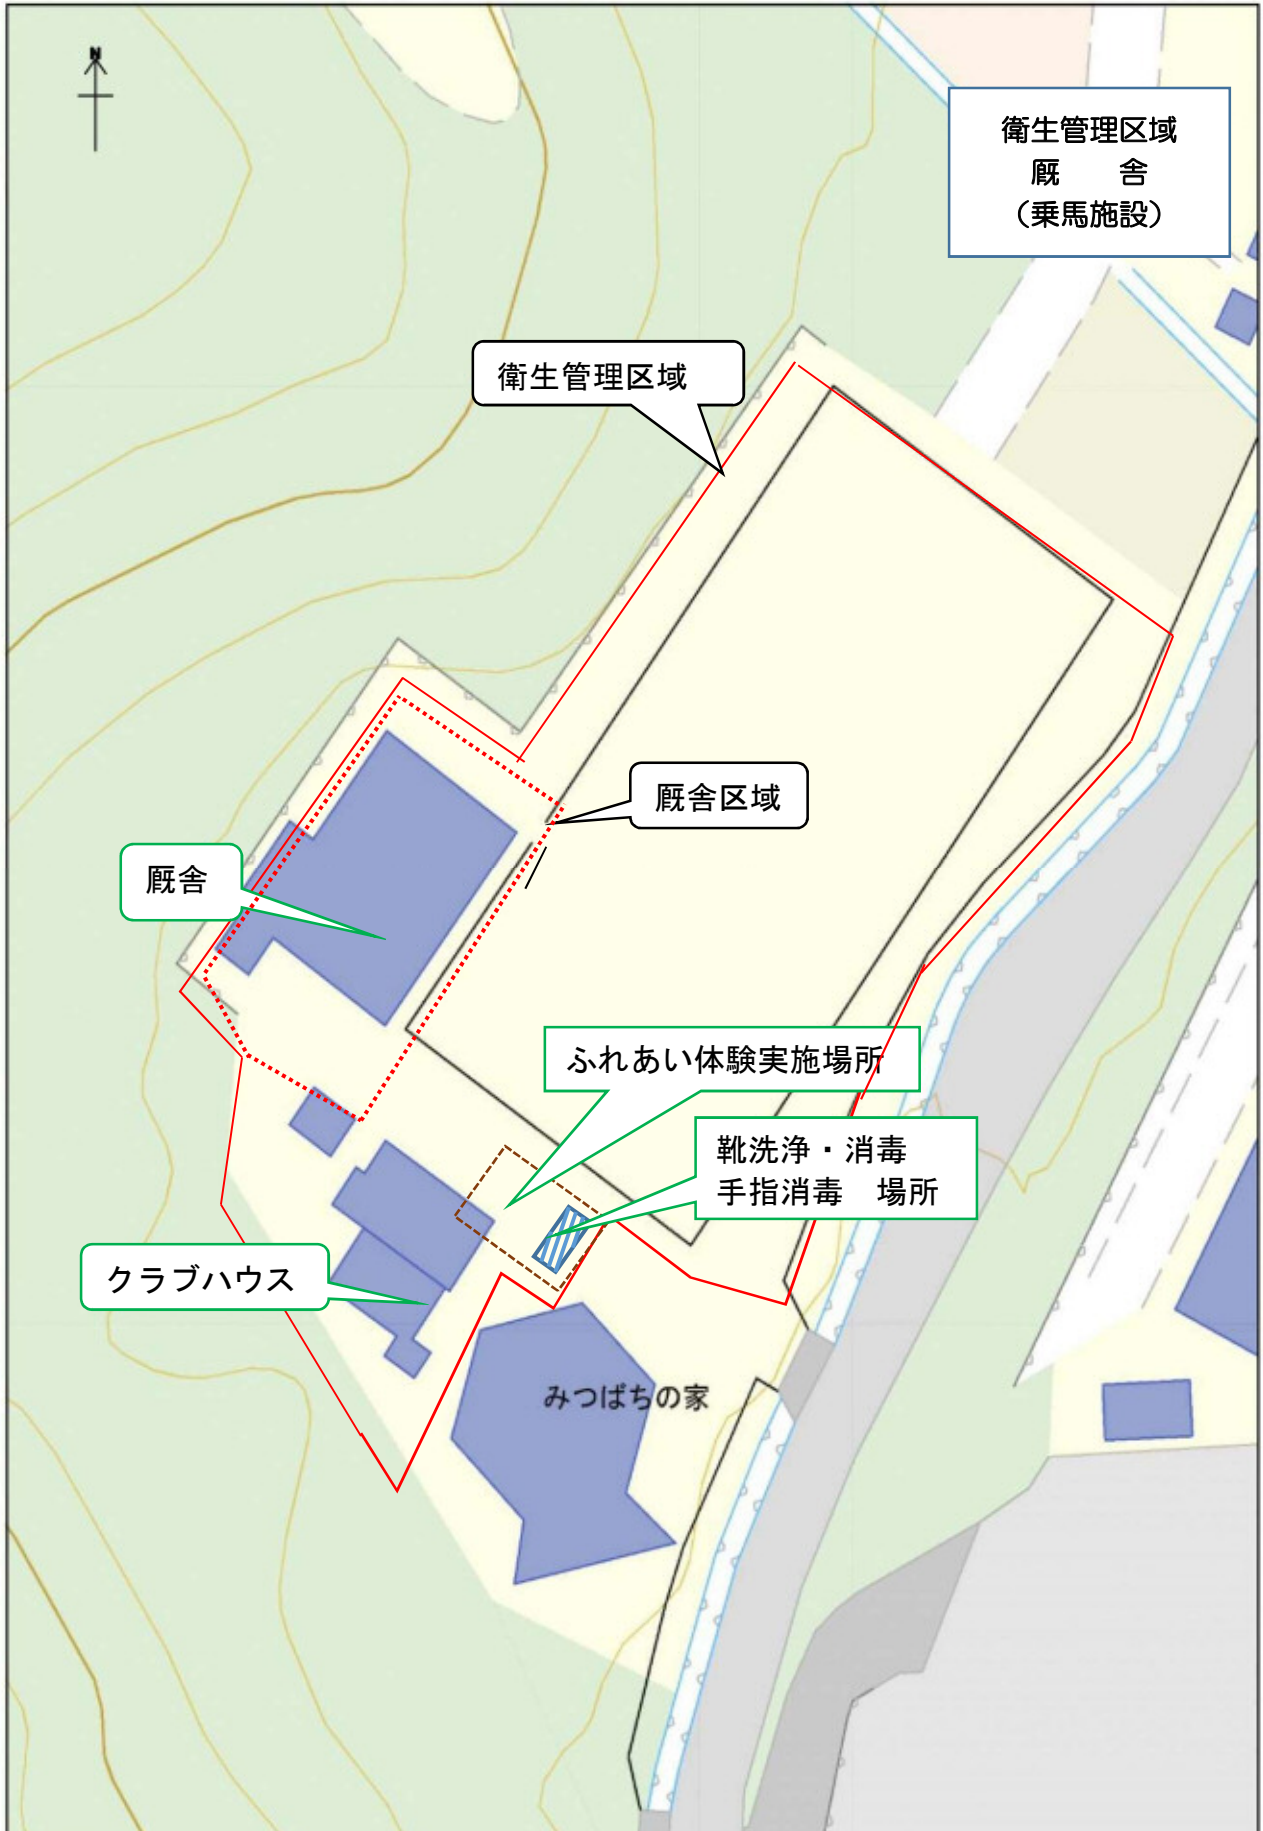 N
衛生管理区域
厩　　舎
（乗馬施設）
衛生管理区域
厩舎区域
厩舎
ふれあい体験実施場所
靴洗浄・消毒
手指消毒　場所
クラブハウス
みつばちの家